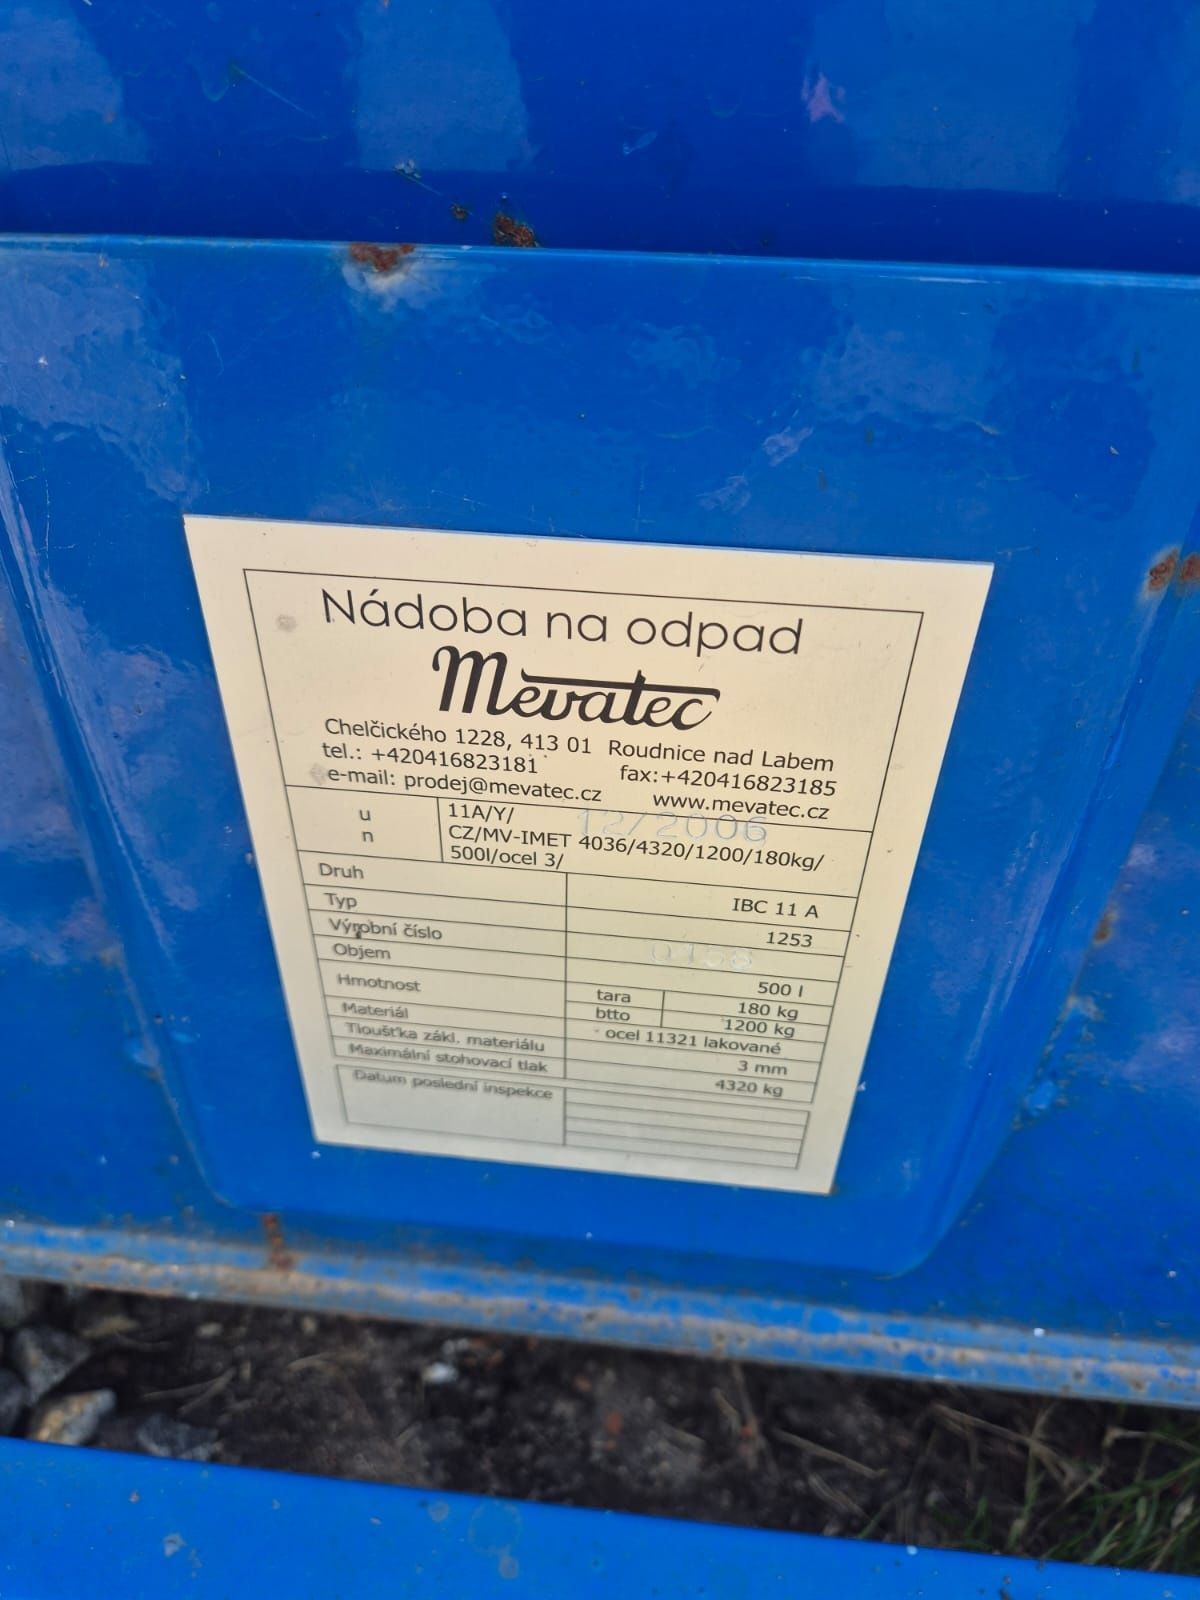 Nádoba na odpad
Mevatec
Chelčického 1228, 413 01 Roudnice nad Labem
tel.: +420416823181 fax:+420416823185
e-mail: prodej@mevatec.cz www.mevatec.cz
u n
11A/Y/ 12/2006
CZ/MV-IMET 4036/4320/1200/180kg/
500l/ocel 3/
Druh IBC 11 A
Typ 1253
Výrobní číslo
Objem 500 l
Hmotnost tara 180 kg
btto 1200 kg
Materiál ocel 11321 lakované
Tloušťka zákl. materiálu 3 mm
Maximální stohovací tlak 4320 kg
Datum poslední inspekce